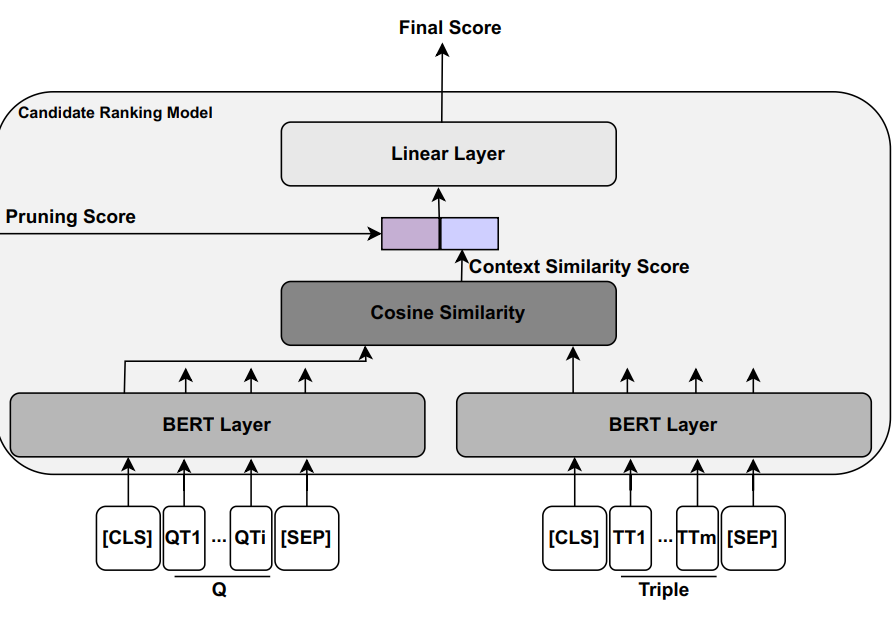 Final Score
Candidate Ranking Model
Linear Layer
Pruning Score
Context Similarity Score
Cosine Similarity
BERT Layer
BERT Layer
[CLS] QT1 ... QTi [SEP]
[CLS] TT1 ... TTm [SEP]
Q
Triple